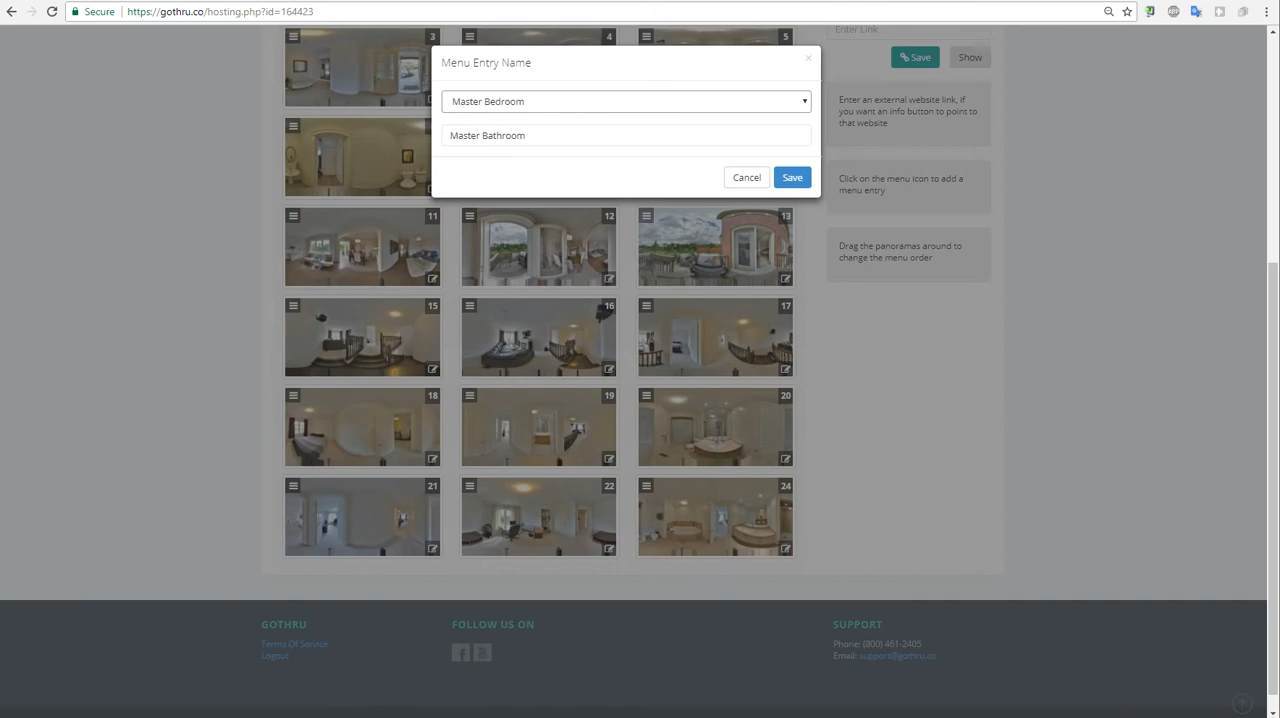 Secure
https://gothru.co/hosting.php?id=164423
3
4
5
Enter Link
Save
Show
Menu Entry Name
×
Master Bedroom
Master Bathroom
Cancel
Save
Enter an external website link, if
you want an info button to point to
that website
Click on the menu icon to add a
menu entry
Drag the panoramas around to
change the menu order
11
12
13
15
16
17
18
19
20
21
22
24
GOTHRU
Terms Of Service
Logout
FOLLOW US ON
SUPPORT
Phone: (800) 461-2405
Email: support@gothru.co